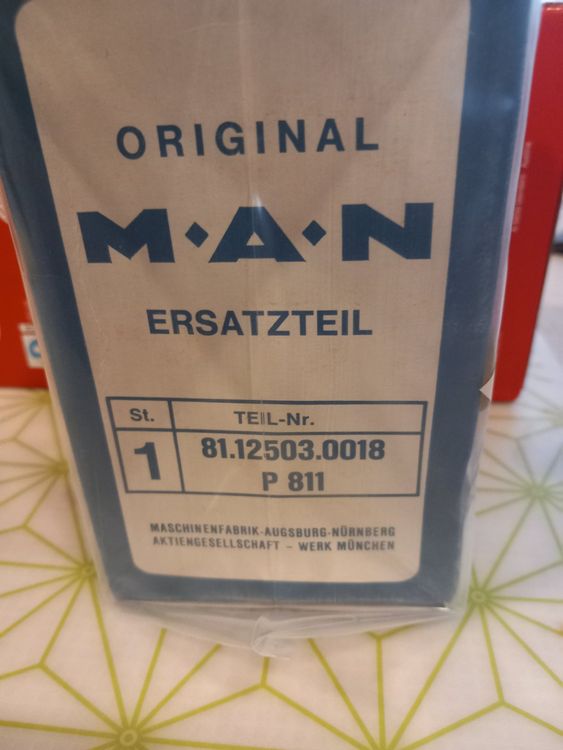 ORIGINAL
M·A·N
ERSATZTEIL
St. TEIL-Nr.
1 81.12503.0018
P 811
MASCHINENFABRIK-AUGSBURG-NÜRNBERG
AKTIENGESELLSCHAFT – WERK MÜNCHEN